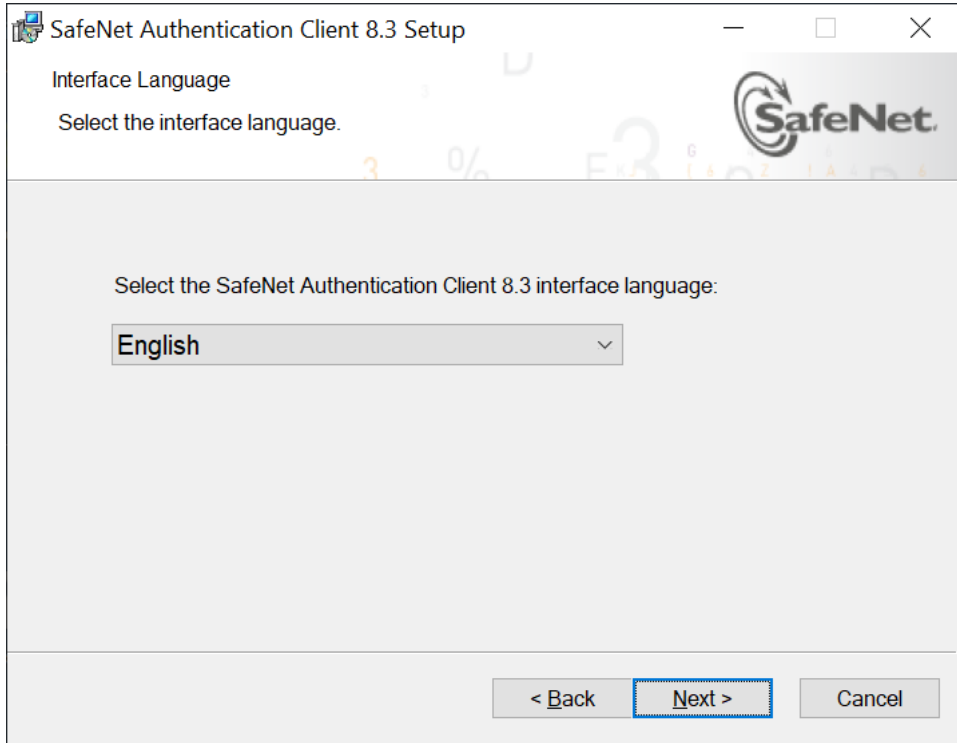 SafeNet Authentication Client 8.3 Setup
Interface Language
Select the interface language.
SafeNet.
Select the SafeNet Authentication Client 8.3 interface language:
English
< Back
Next >
Cancel